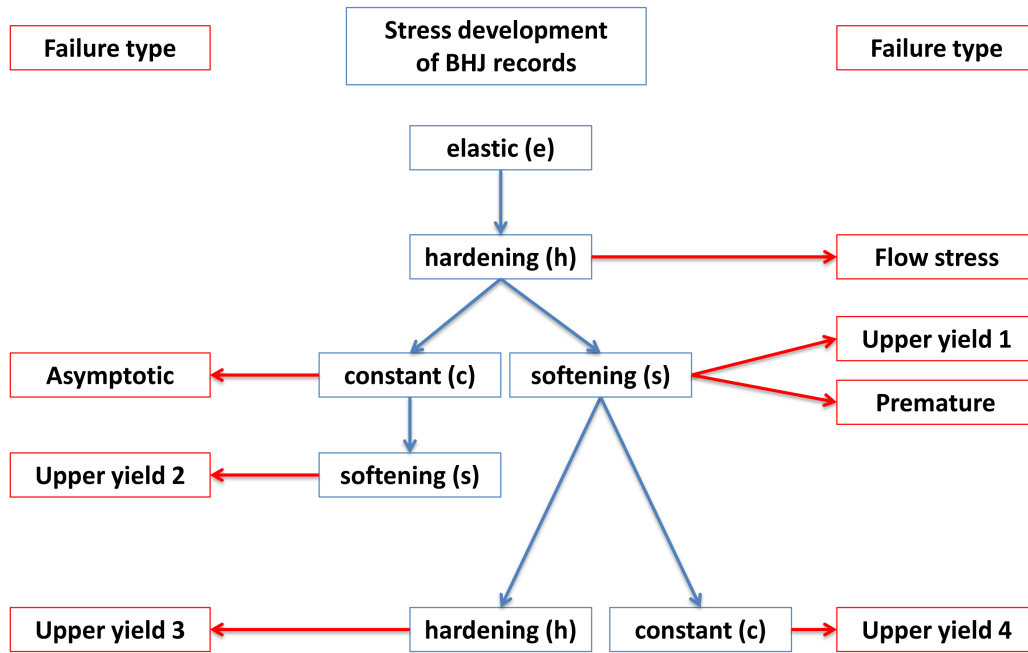 Failure type
Stress development
of BHJ records
Failure type
elastic (e)
hardening (h)
Flow stress
Upper yield 1
Asymptotic
constant (c)
softening (s)
Premature
Upper yield 2
softening (s)
Upper yield 3
hardening (h)
constant (c)
Upper yield 4